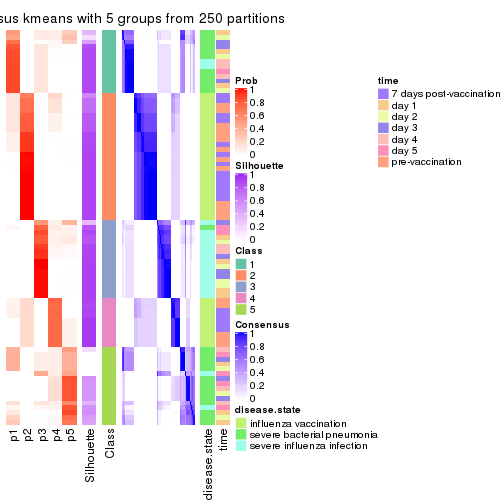 sus kmeans with 5 groups from 250 partitions
Prob
1
0.8
0.6
0.4
0.2
0
Silhouette
1
0.8
0.6
0.4
0.2
0
Class
1
2
3
4
5
Consensus
1
0.8
0.6
0.4
0.2
0
disease.state
influenza vaccination
severe bacterial pneumonia
severe influenza infection
time
7 days post-vaccination
day 1
day 2
day 3
day 4
day 5
pre-vaccination
p1
p2
p3
p4
p5
Silhouette
Class
disease.state
time